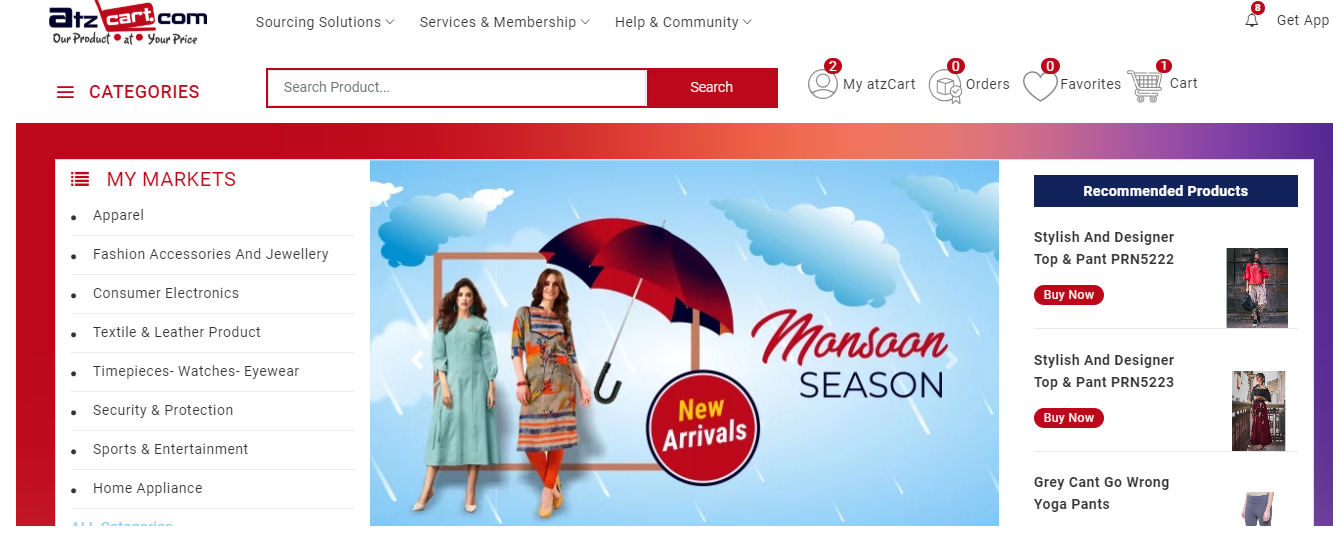 atzcart.com
Our Product at Your Price
Sourcing Solutions
Services & Membership
Help & Community
8
Get App
CATEGORIES
Search Product...
Search
2
My atzCart
0
Orders
0
Favorites
1
Cart
MY MARKETS
Apparel
Fashion Accessories And Jewellery
Consumer Electronics
Textile & Leather Product
Timepieces- Watches- Eyewear
Security & Protection
Sports & Entertainment
Home Appliance
ALL Categories
Monsoon
SEASON
New
Arrivals
Recommended Products
Stylish And Designer
Top & Pant PRN5222
Buy Now
Stylish And Designer
Top & Pant PRN5223
Buy Now
Grey Cant Go Wrong
Yoga Pants